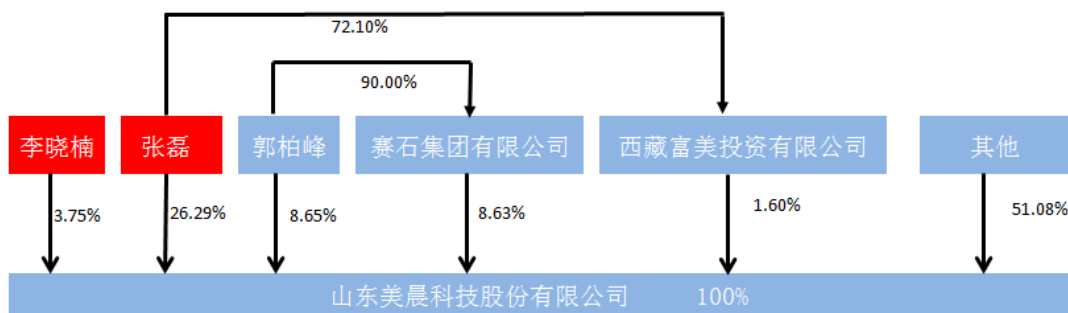 72.10%
90.00%
李晓楠 张磊 郭柏峰 赛石集团有限公司 西藏富美投资有限公司 其他
3.75% 26.29% 8.65% 8.63% 1.60% 51.08%
山东美晨科技股份有限公司 100%